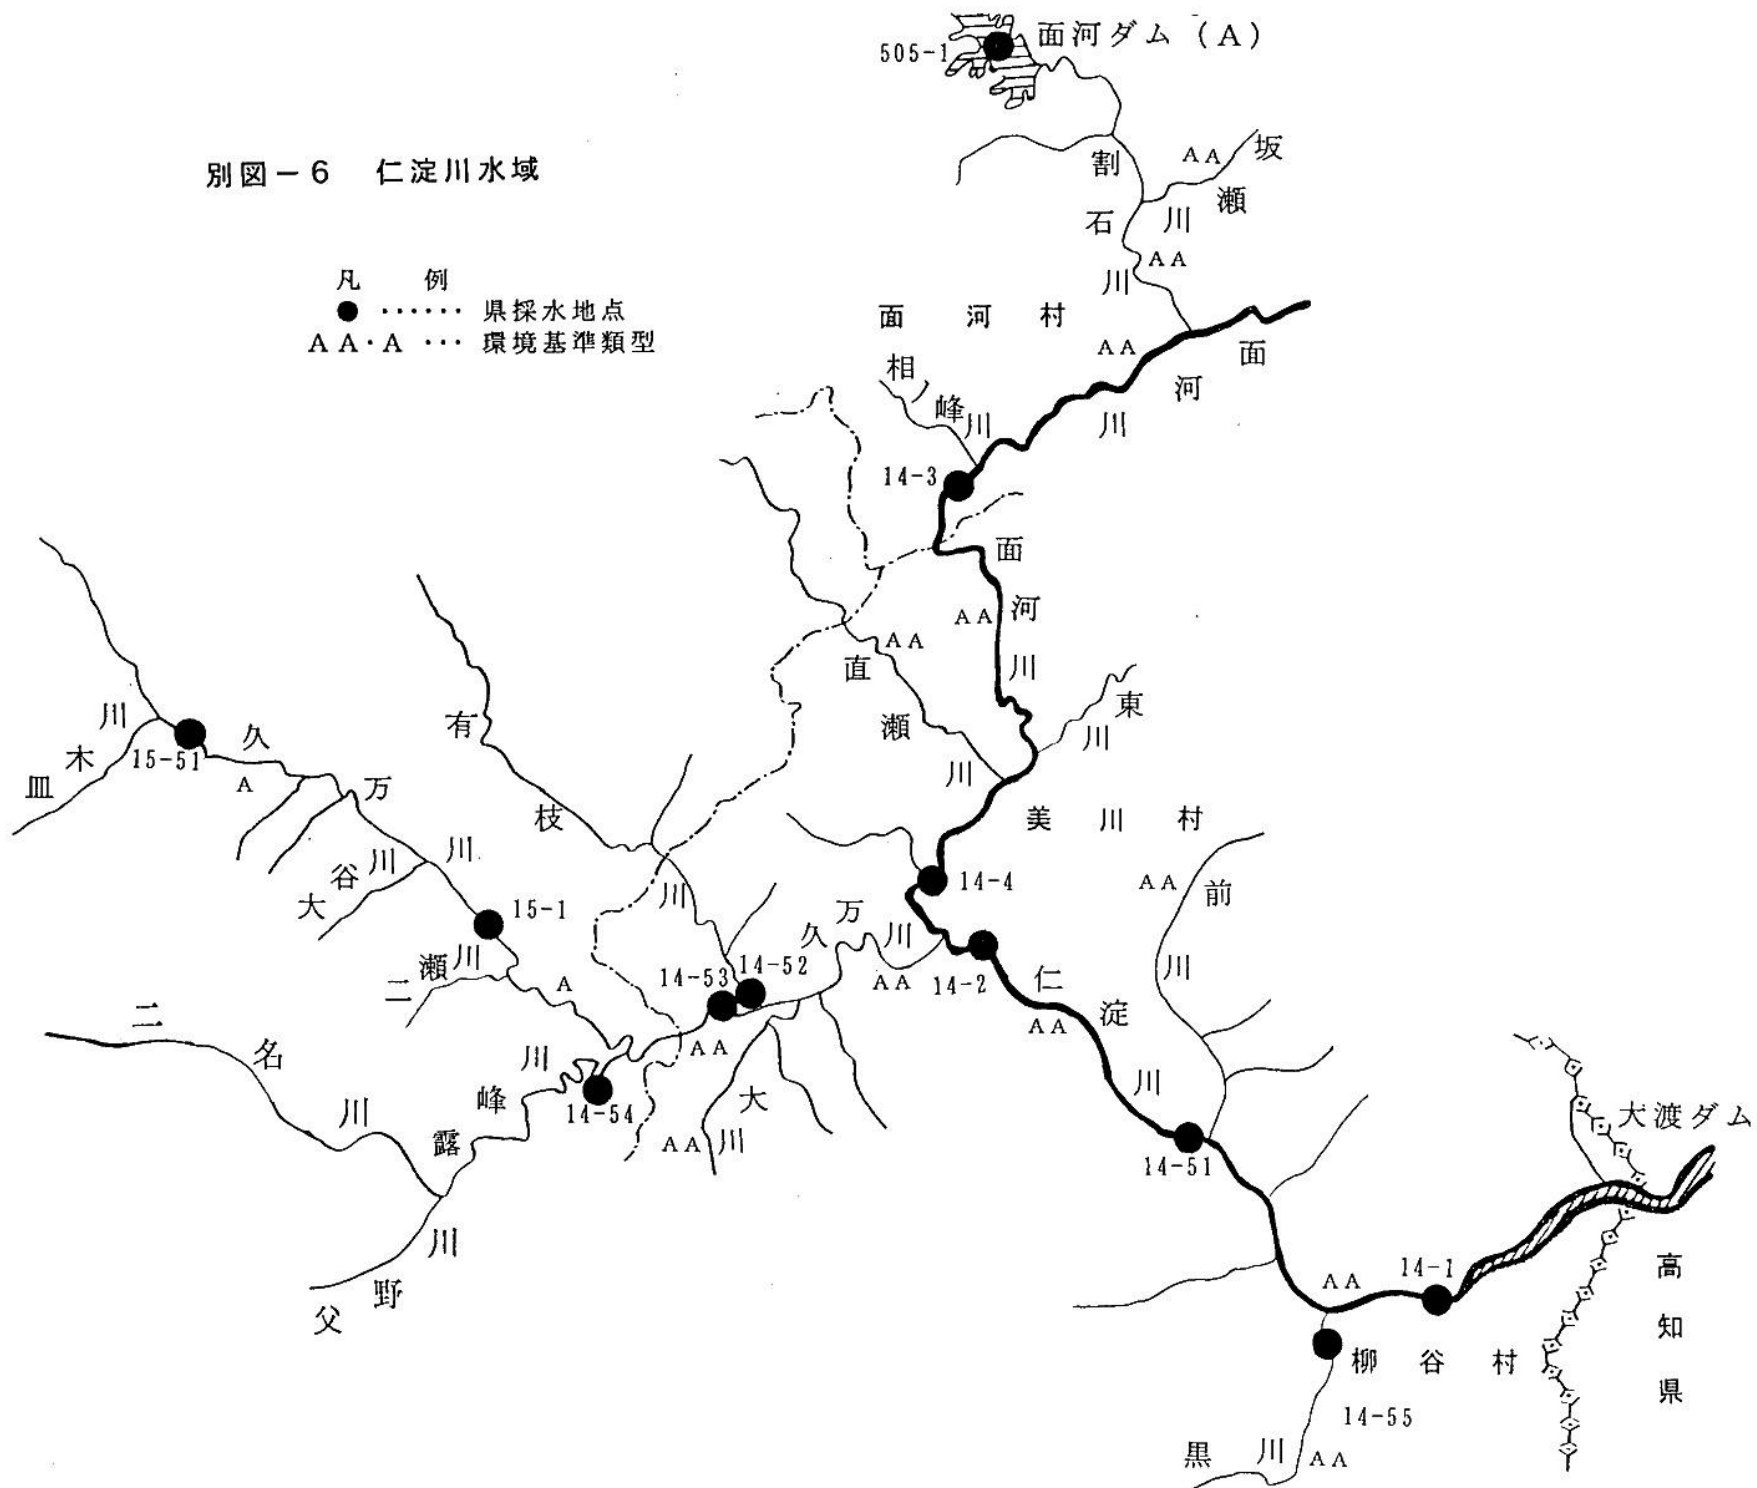 505-1
面河ダム (A)
別図－6 仁淀川水域
凡 例
●……県採水地点
AA・A…環境基準類型
割石川
AA
坂瀬川
AA
面河村
面河川
AA
相ノ峰川
14-3
面河川
AA
直瀬川
AA
東川
美川村
14-4
有枝川
皿木川
15-51
久万川
A
大谷川
15-1
二瀬川
A
二名川
父野川
露峰川
14-54
14-53
14-52
AA
久万川
AA
大川
AA
14-2
仁淀川
AA
前川
AA
14-51
AA
14-1
大渡ダム
高知県
柳谷村
14-55
黒川
AA